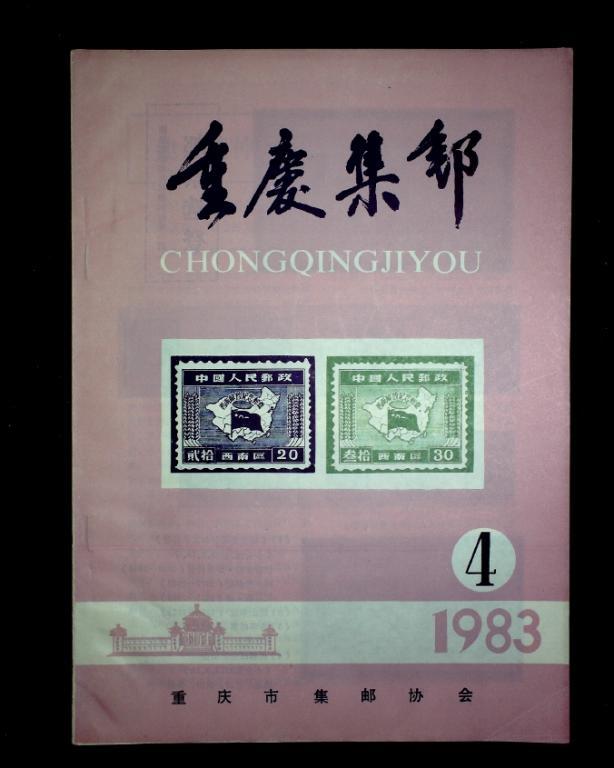 重慶集郵
CHONGQINGJIYOU
中國人民郵政
貳拾 西南區 20
中國人民郵政
叁拾 西南區 30
4
1983
重庆市集邮协会